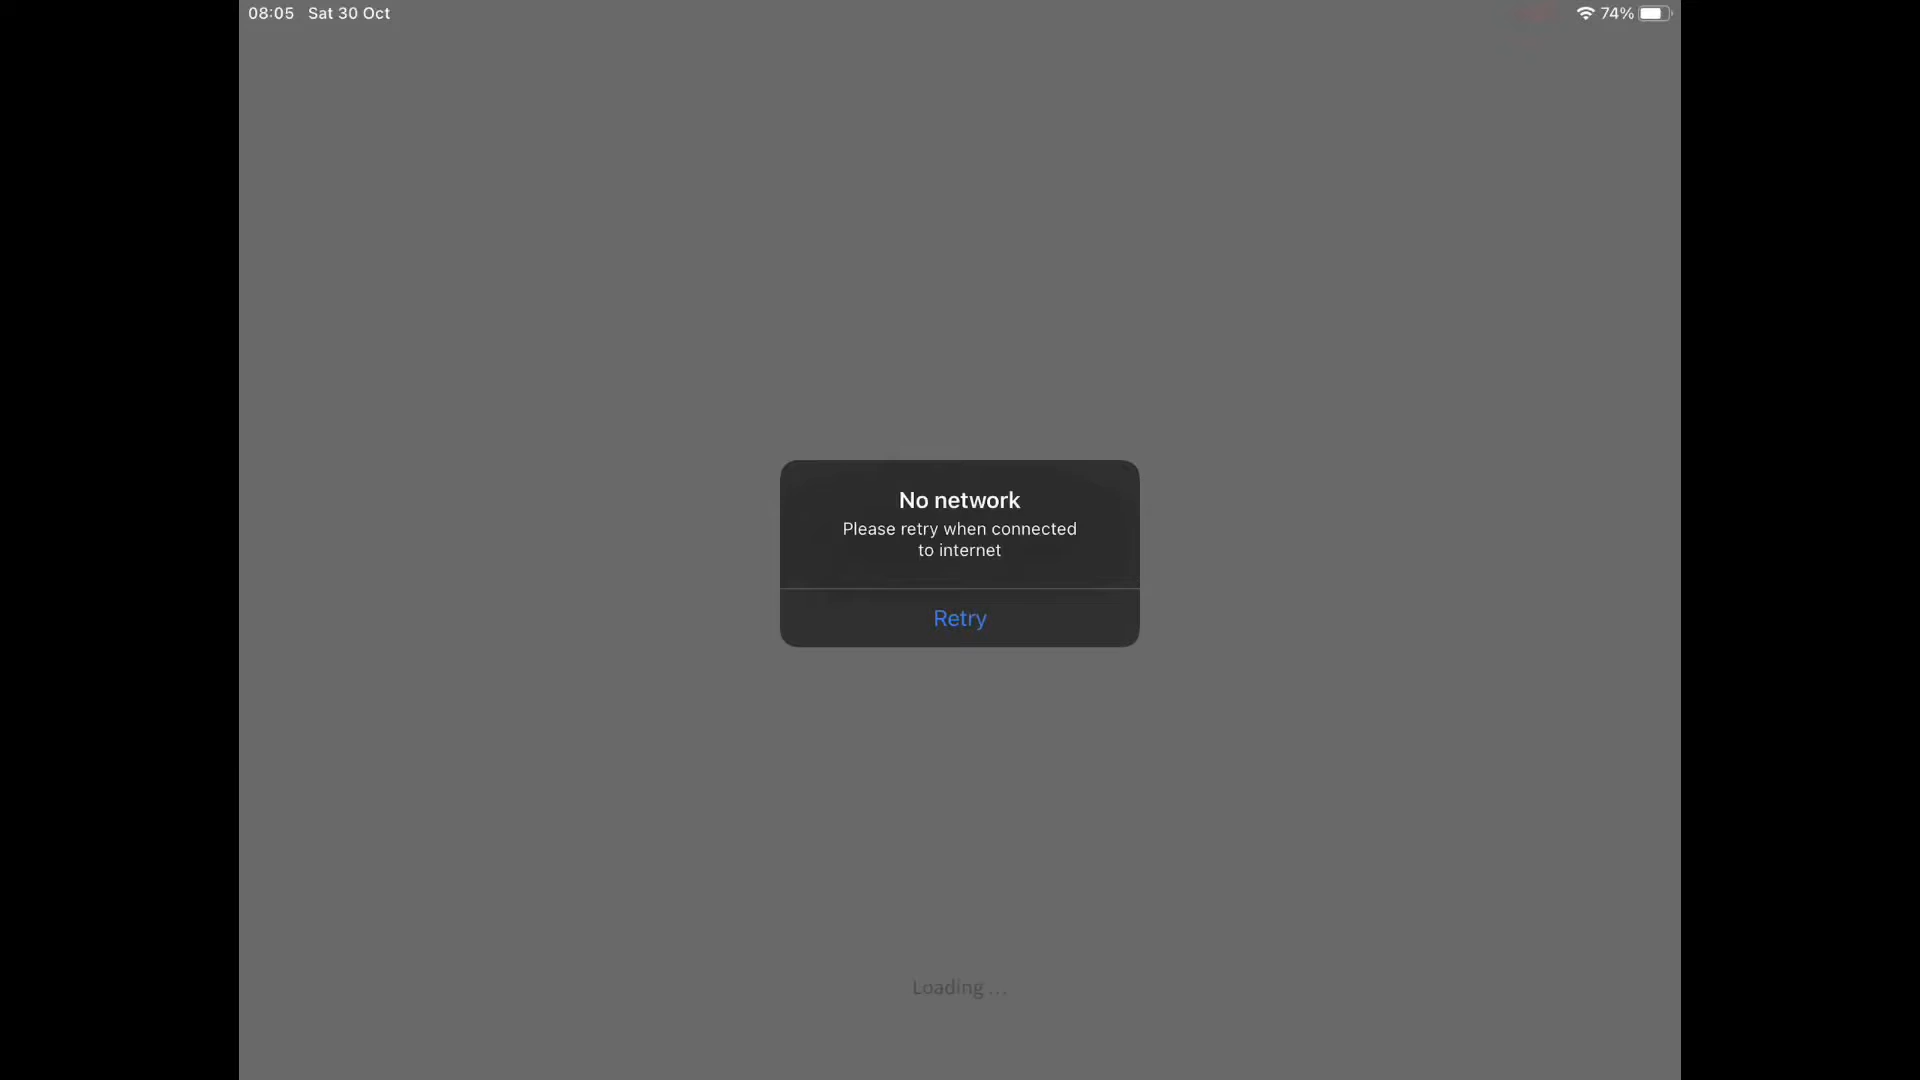 08:05 Sat 30 Oct
74%
No network
Please retry when connected
to internet
Retry
Loading ...